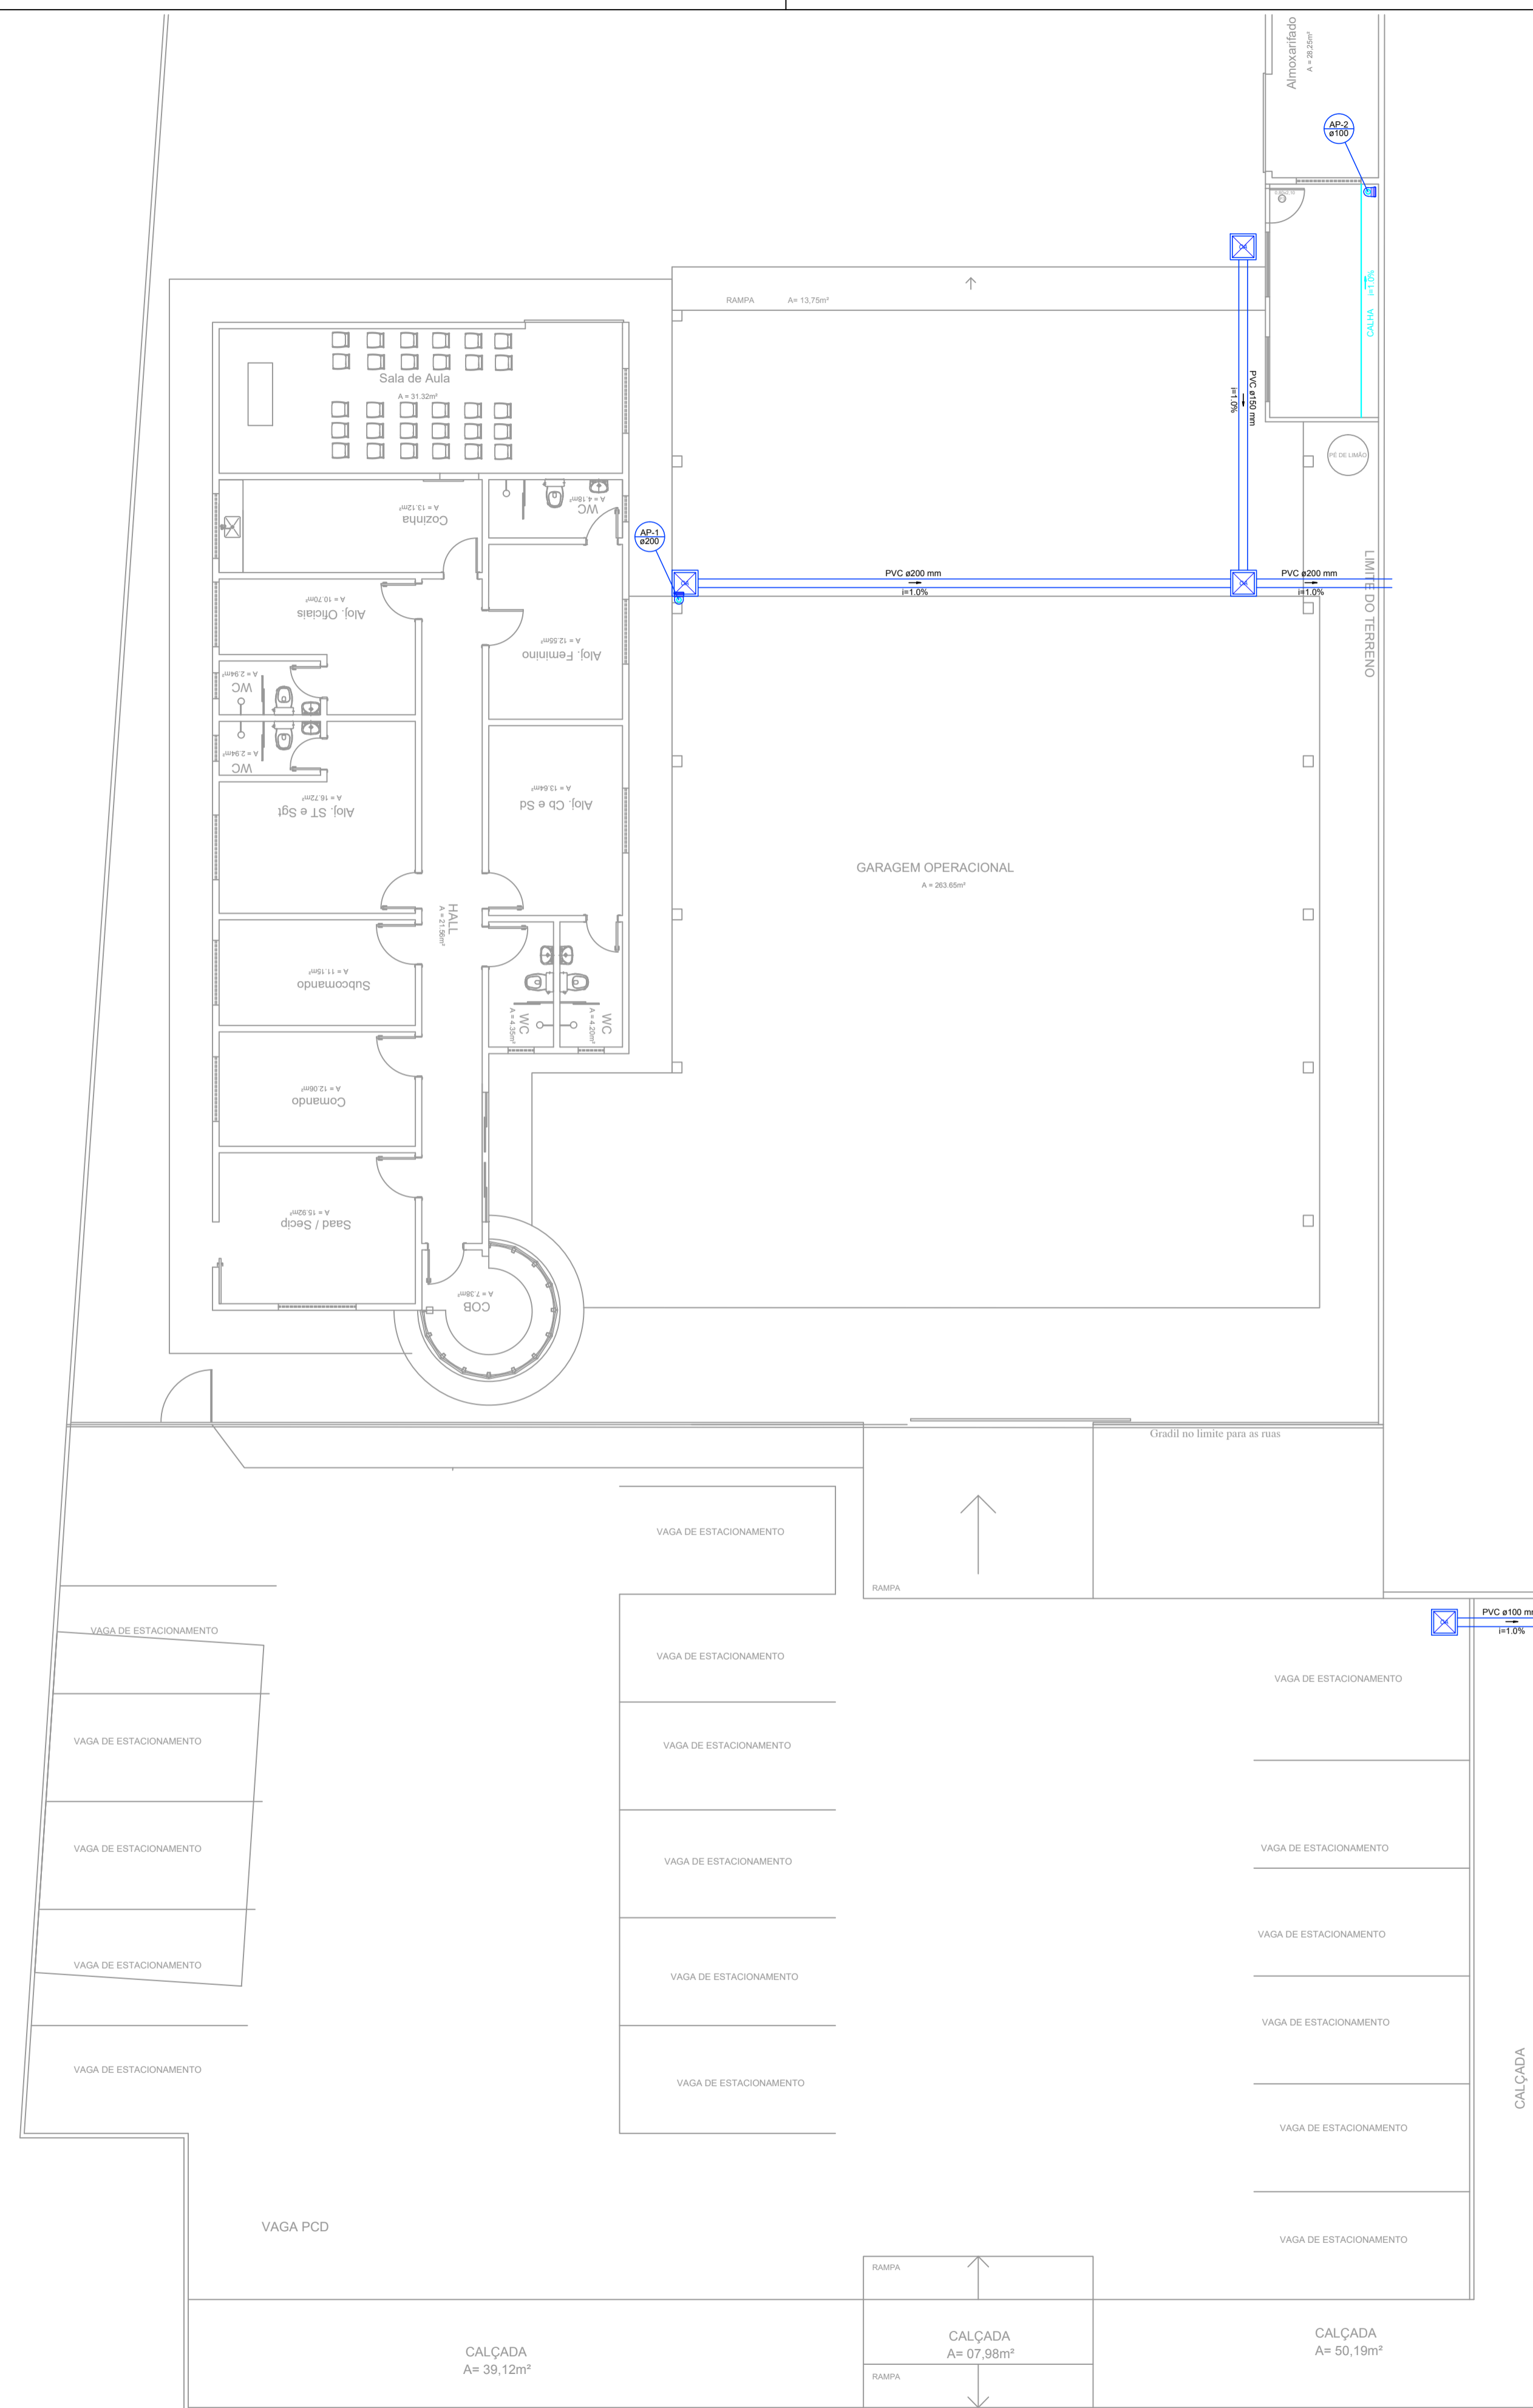 Almoxarifado
A = 28,25m²
AP-2
ø100
CALHA i=1.0%
RAMPA A= 13,75m²
PVC ø150 mm
i=1.0%
Sala de Aula
A = 31.32m²
PÉ DE LIMÃO
Cozinha
A = 13.12m²
WC
A = 4.18m²
AP-1
ø200
PVC ø200 mm
i=1.0%
PVC ø200 mm
i=1.0%
LIMITE DO TERRENO
Aloj. Oficiais
A = 10.70m²
Aloj. Feminino
A = 12.55m²
WC
A = 2.94m²
WC
A = 2.94m²
Aloj. ST e Sgt
A = 16.72m²
Aloj. Cb e Sd
A = 13.64m²
GARAGEM OPERACIONAL
A = 263.65m²
HALL
A = 21.56m²
Subcomando
A = 11.15m²
WC
A = 4.35m²
WC
A = 4.20m²
Comando
A = 12.06m²
Saad / Secip
A = 15.92m²
COB
A = 7.38m²
Gradil no limite para as ruas
VAGA DE ESTACIONAMENTO
RAMPA
PVC ø100 mm
i=1.0%
VAGA DE ESTACIONAMENTO
VAGA DE ESTACIONAMENTO
VAGA DE ESTACIONAMENTO
VAGA DE ESTACIONAMENTO
VAGA DE ESTACIONAMENTO
VAGA DE ESTACIONAMENTO
VAGA DE ESTACIONAMENTO
VAGA DE ESTACIONAMENTO
VAGA DE ESTACIONAMENTO
VAGA DE ESTACIONAMENTO
VAGA DE ESTACIONAMENTO
VAGA DE ESTACIONAMENTO
VAGA DE ESTACIONAMENTO
VAGA DE ESTACIONAMENTO
CALÇADA
VAGA DE ESTACIONAMENTO
VAGA DE ESTACIONAMENTO
VAGA PCD
VAGA DE ESTACIONAMENTO
RAMPA
CALÇADA
A= 39,12m²
CALÇADA
A= 07,98m²
CALÇADA
A= 50,19m²
RAMPA